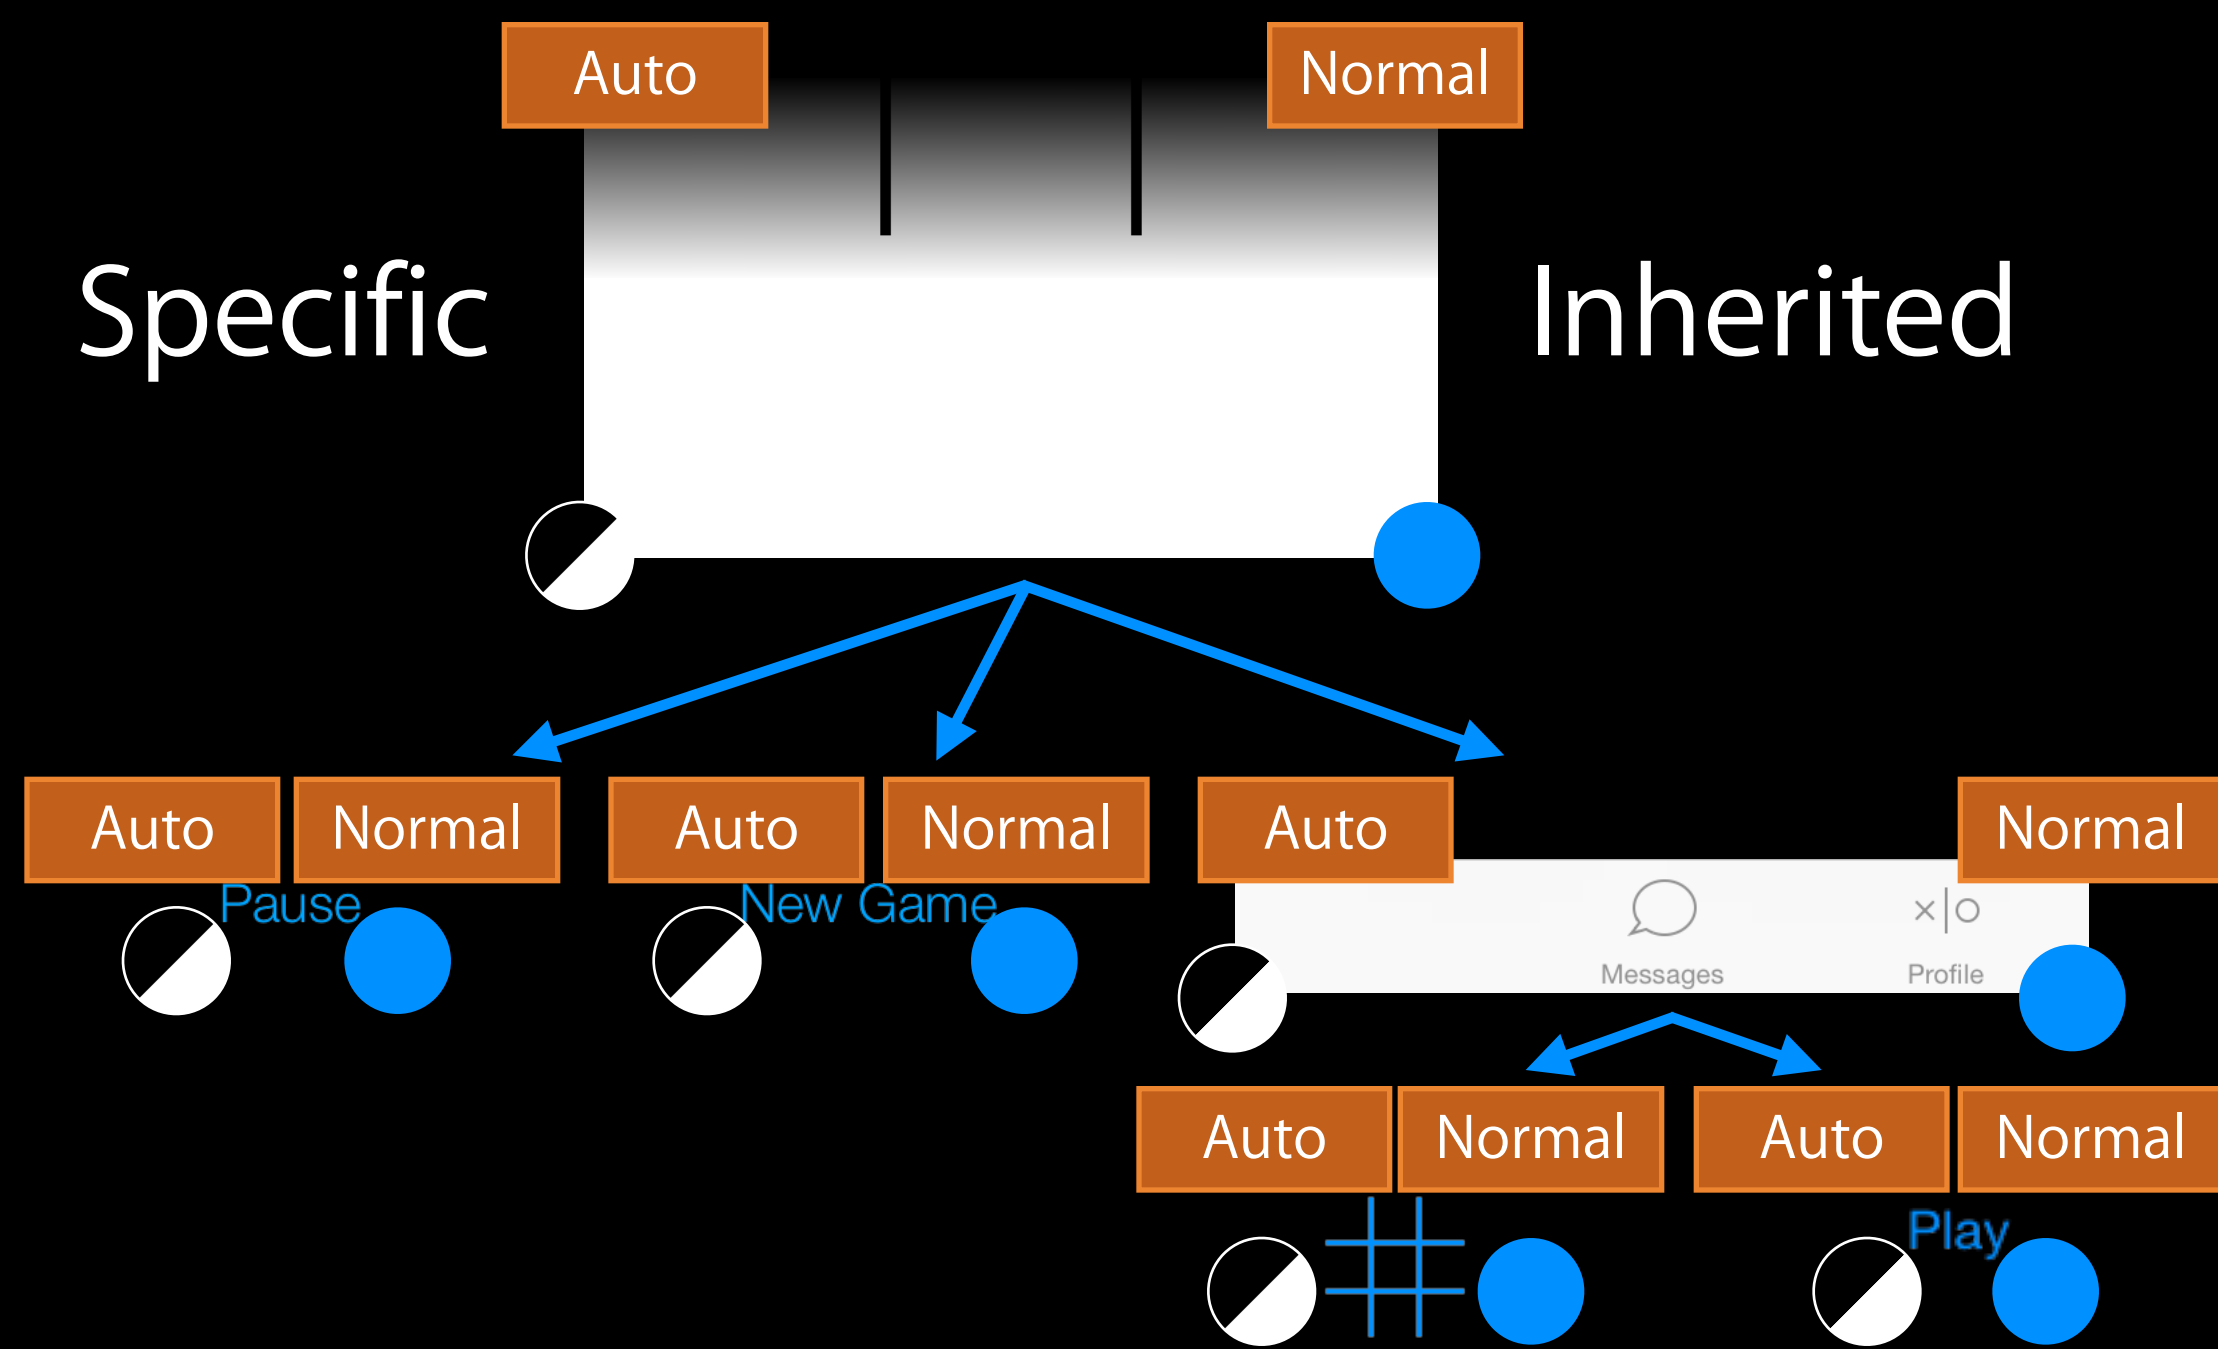 Auto
Normal
Specific
Inherited
Auto
Normal
Auto
Normal
Auto
Normal
Pause
New Game
Messages
Profile
Auto
Normal
Auto
Normal
Play